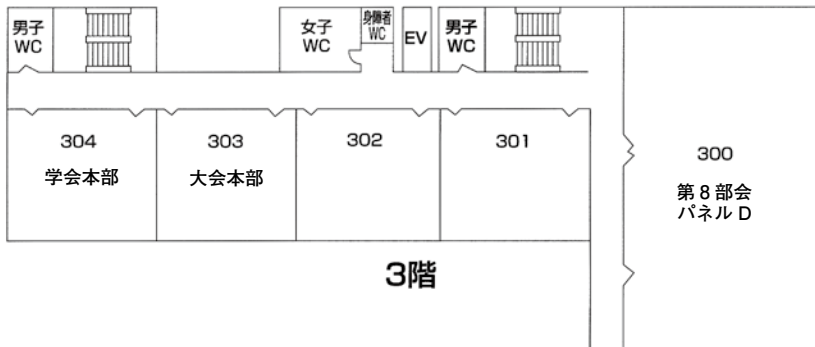 男子
WC
女子
WC
身障者
WC
EV
男子
WC
304
学会本部
303
大会本部
302
301
300
第8部会
パネルD
3階